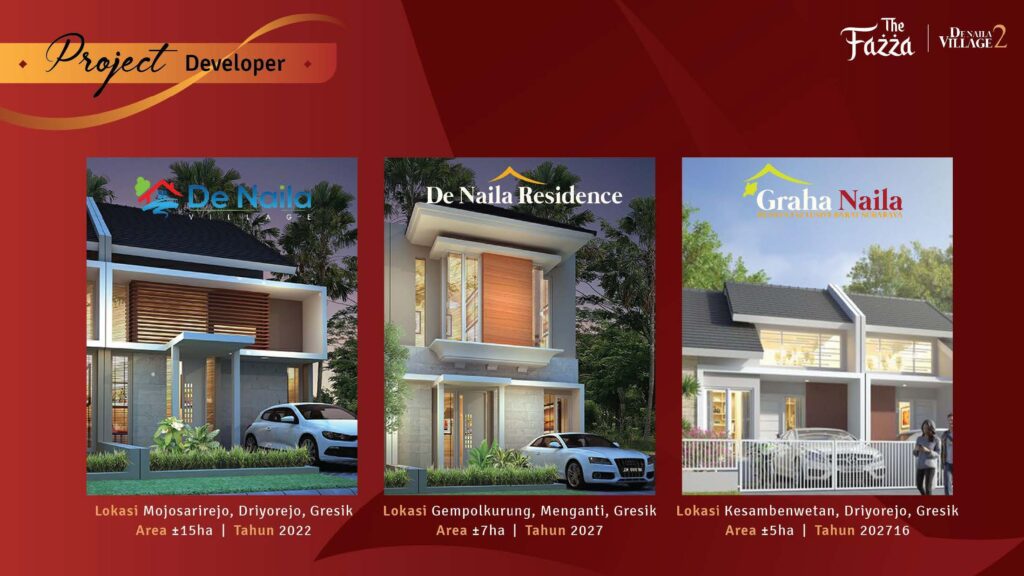 Project Developer
The
Fazza
DE NAILA
VILLAGE 2
De Naila
VILLAGE
De Naila Residence
Graha Naila
Lokasi Mojosarirejo, Driyorejo, Gresik
Area ±15ha | Tahun 2022
Lokasi Gempolkurung, Menganti, Gresik
Area ±7ha | Tahun 2027
Lokasi Kesambenwetan, Driyorejo, Gresik
Area ±5ha | Tahun 202716